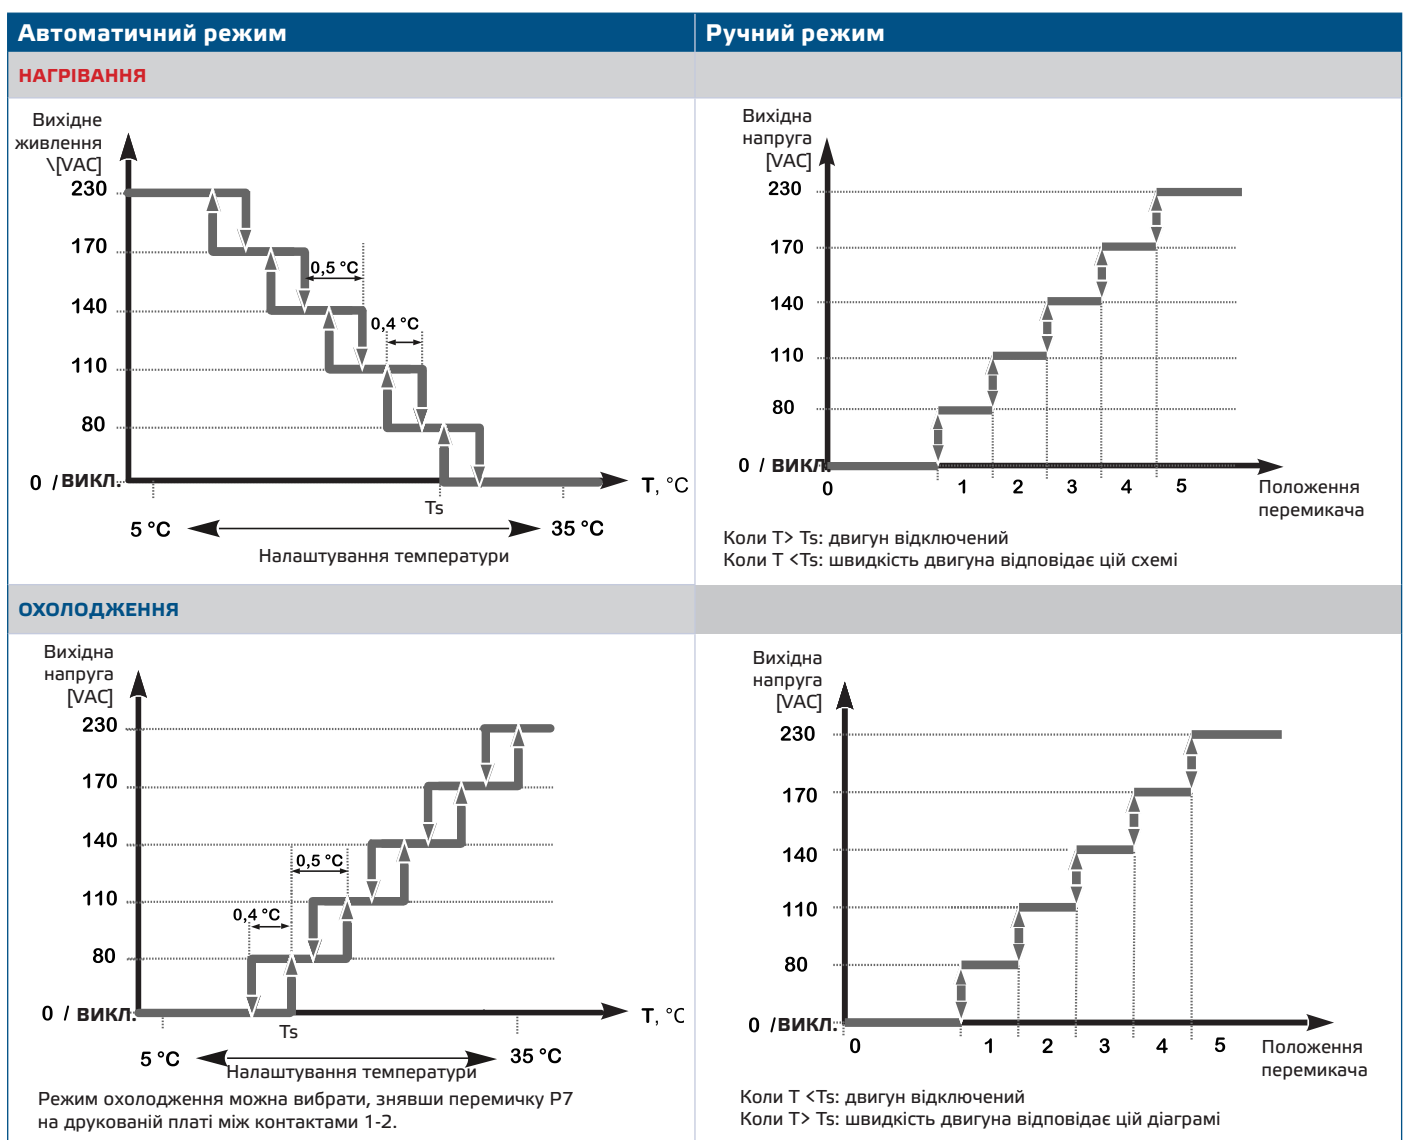 Автоматичний режим
Ручний режим
НАГРІВАННЯ
Вихідне
живлення
\[VAC]
230
170
140
110
80
0 / ВИКЛ.
0,5 °C
0,4 °C
Ts
T, °C
5 °C
35 °C
Налаштування температури
Вихідна
напруга
[VAC]
230
170
140
110
80
0 / ВИКЛ.
0
1
2
3
4
5
Положення
перемикача
Коли T> Ts: двигун відключений
Коли T <Ts: швидкість двигуна відповідає цій схемі
ОХОЛОДЖЕННЯ
Вихідна
напруга
[VAC]
230
170
140
110
80
0 / ВИКЛ.
0,5 °C
0,4 °C
Ts
T, °C
5 °C
35 °C
Налаштування температури
Режим охолодження можна вибрати, знявши перемичку P7
на друкованій платі між контактами 1-2.
Вихідна
напруга
[VAC]
230
170
140
110
80
0 /ВИКЛ.
0
1
2
3
4
5
Положення
перемикача
Коли T <Ts: двигун відключений
Коли T> Ts: швидкість двигуна відповідає цій діаграмі